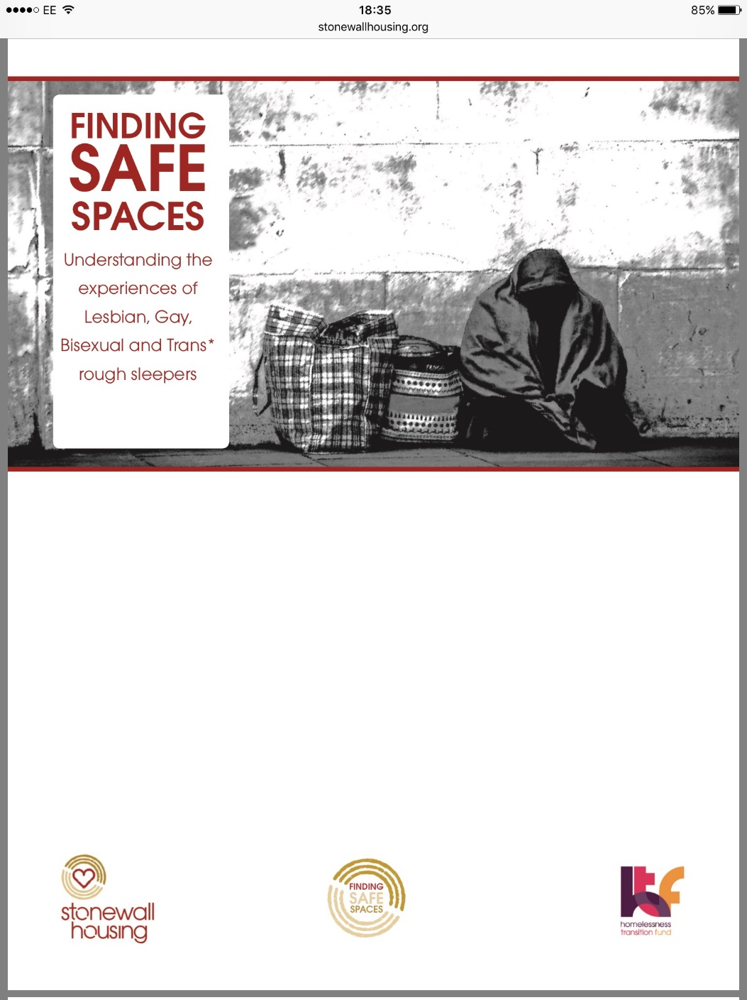 EE 18:35 85%
stonewallhousing.org
FINDING
SAFE
SPACES
Understanding the
experiences of
Lesbian, Gay,
Bisexual and Trans*
rough sleepers
stonewall
housing
FINDING
SAFE
SPACES
htf
homelessness
transition fund